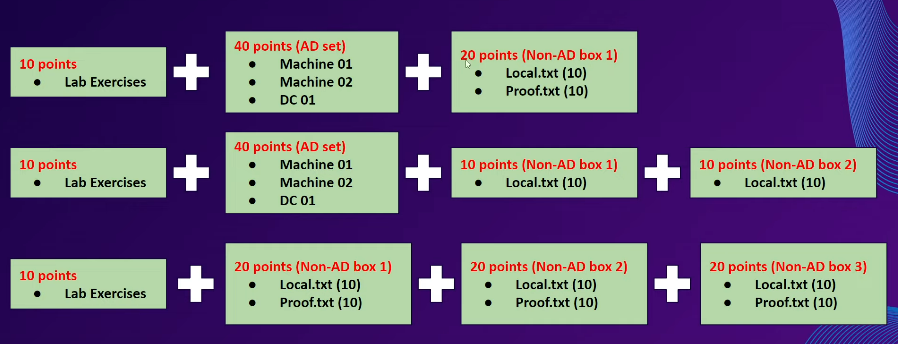 10 points
● Lab Exercises
40 points (AD set)
● Machine 01
● Machine 02
● DC 01
20 points (Non-AD box 1)
● Local.txt (10)
● Proof.txt (10)
10 points
● Lab Exercises
40 points (AD set)
● Machine 01
● Machine 02
● DC 01
10 points (Non-AD box 1)
● Local.txt (10)
10 points (Non-AD box 2)
● Local.txt (10)
10 points
● Lab Exercises
20 points (Non-AD box 1)
● Local.txt (10)
● Proof.txt (10)
20 points (Non-AD box 2)
● Local.txt (10)
● Proof.txt (10)
20 points (Non-AD box 3)
● Local.txt (10)
● Proof.txt (10)